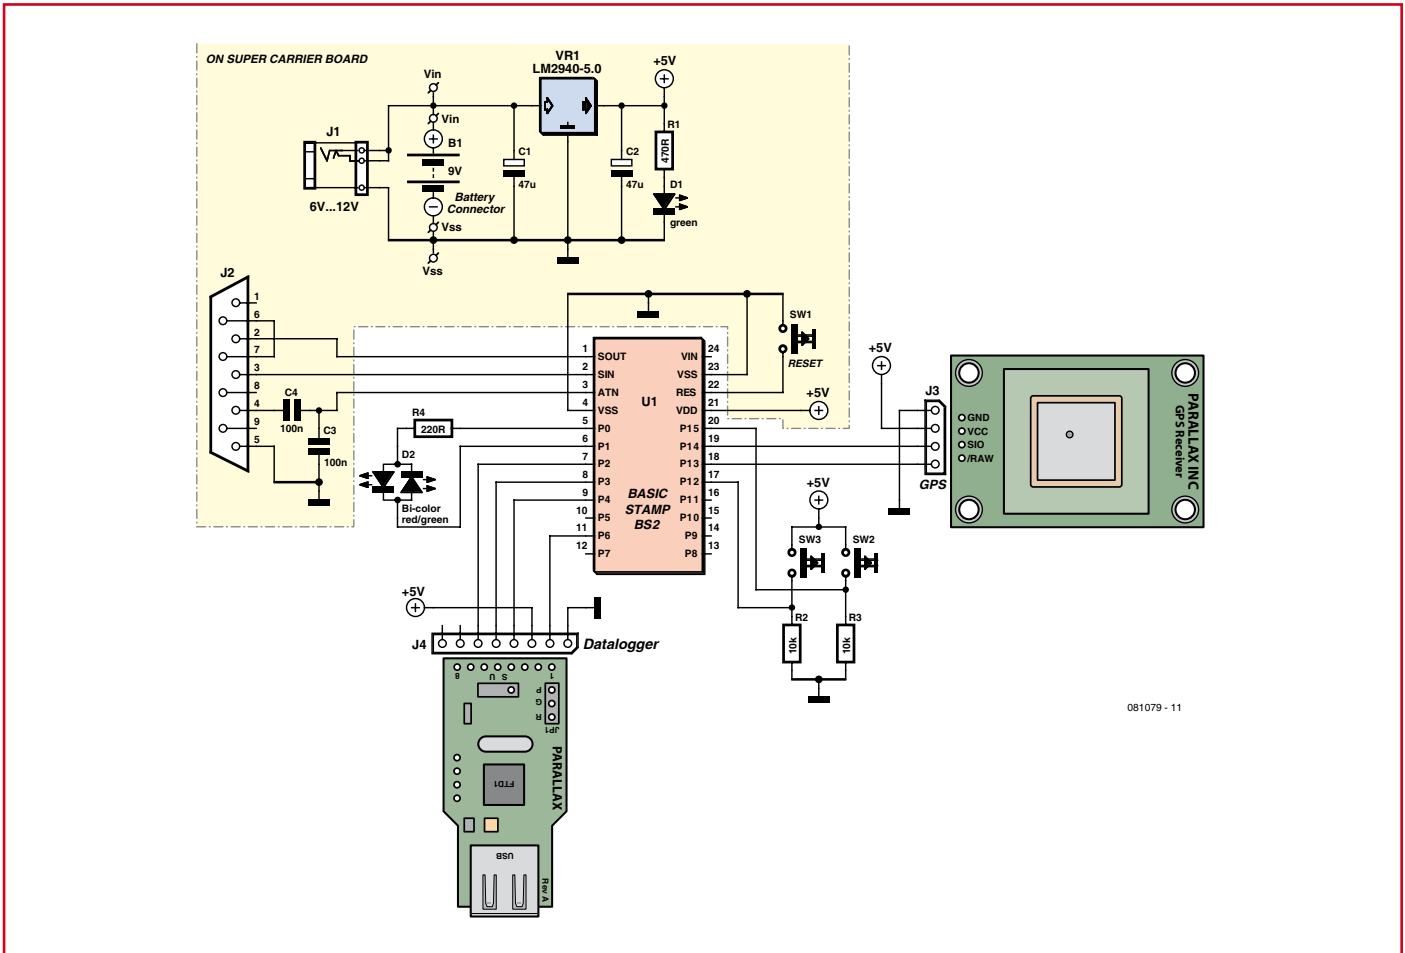 ON SUPER CARRIER BOARD
VR1
LM2940-5.0
+5V
Vin
Vin
J1
B1
9V
C1
47u
C2
47u
R1
470R
D1
green
6V...12V
Battery
Connector
Vss
Vss
J2
1
6
2
7
3
8
4
9
5
C4
100n
C3
100n
SW1
RESET
1 SOUT
2 SIN
3 ATN
4 VSS
5 P0
6 P1
7 P2
8 P3
9 P4
10 P5
11 P6
12 P7
U1
BASIC
STAMP
BS2
VIN 24
VSS 23
RES 22
VDD 21
P15 20
P14 19
P13 18
P12 17
P11 16
P10 15
P9 14
P8 13
+5V
R4
220R
D2
Bi-color
red/green
+5V
J3
GPS
GND
VCC
SIO
/RAW
PARALLAX INC
GPS Receiver
+5V
SW3
SW2
R2
10k
R3
10k
+5V
J4
Datalogger
8
1
U S
P
G
R
JP1
PARALLAX
FTD1
USB
Rev A
081079 - 11